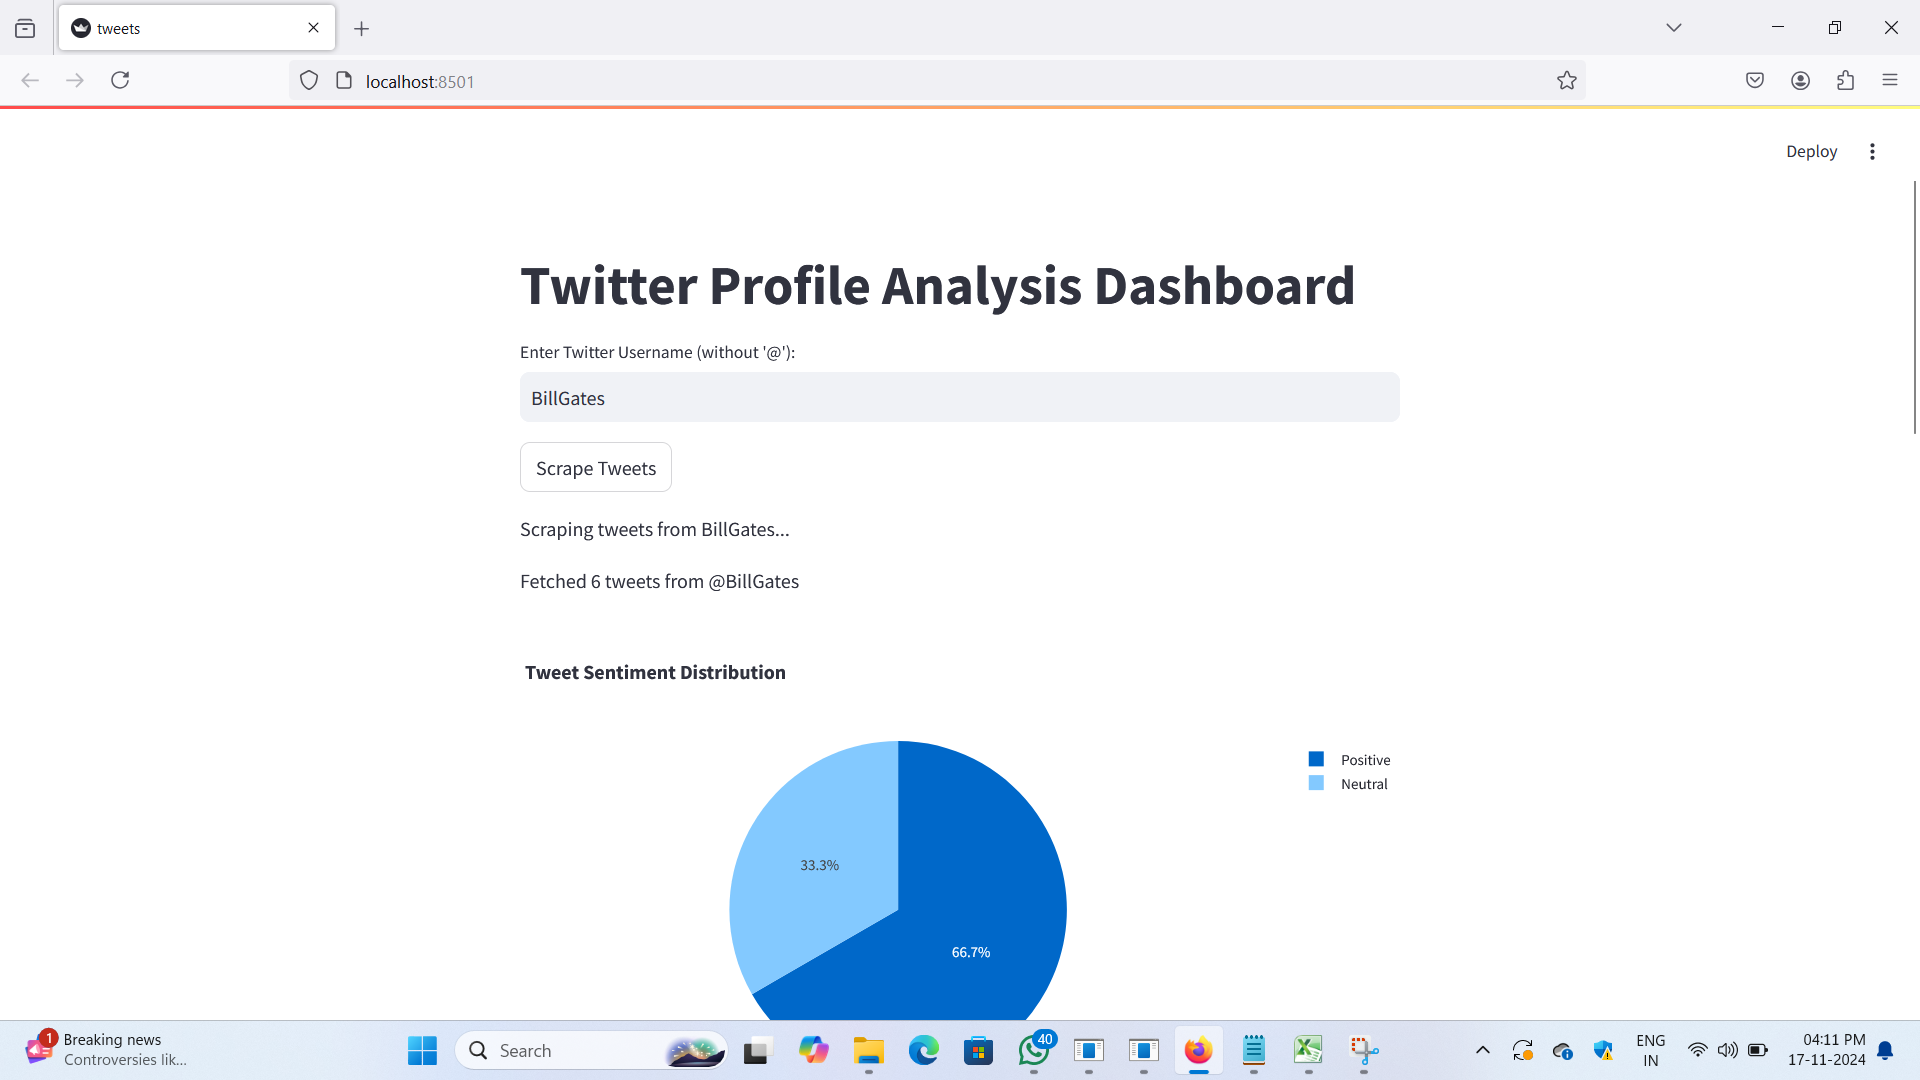 tweets
localhost:8501
Deploy
Twitter Profile Analysis Dashboard
Enter Twitter Username (without '@'):
BillGates
Scrape Tweets
Scraping tweets from BillGates...
Fetched 6 tweets from @BillGates
Tweet Sentiment Distribution
Positive
Neutral
33.3%
66.7%
1
Breaking news
Controversies lik...
Search
40
ENG
IN
04:11 PM
17-11-2024